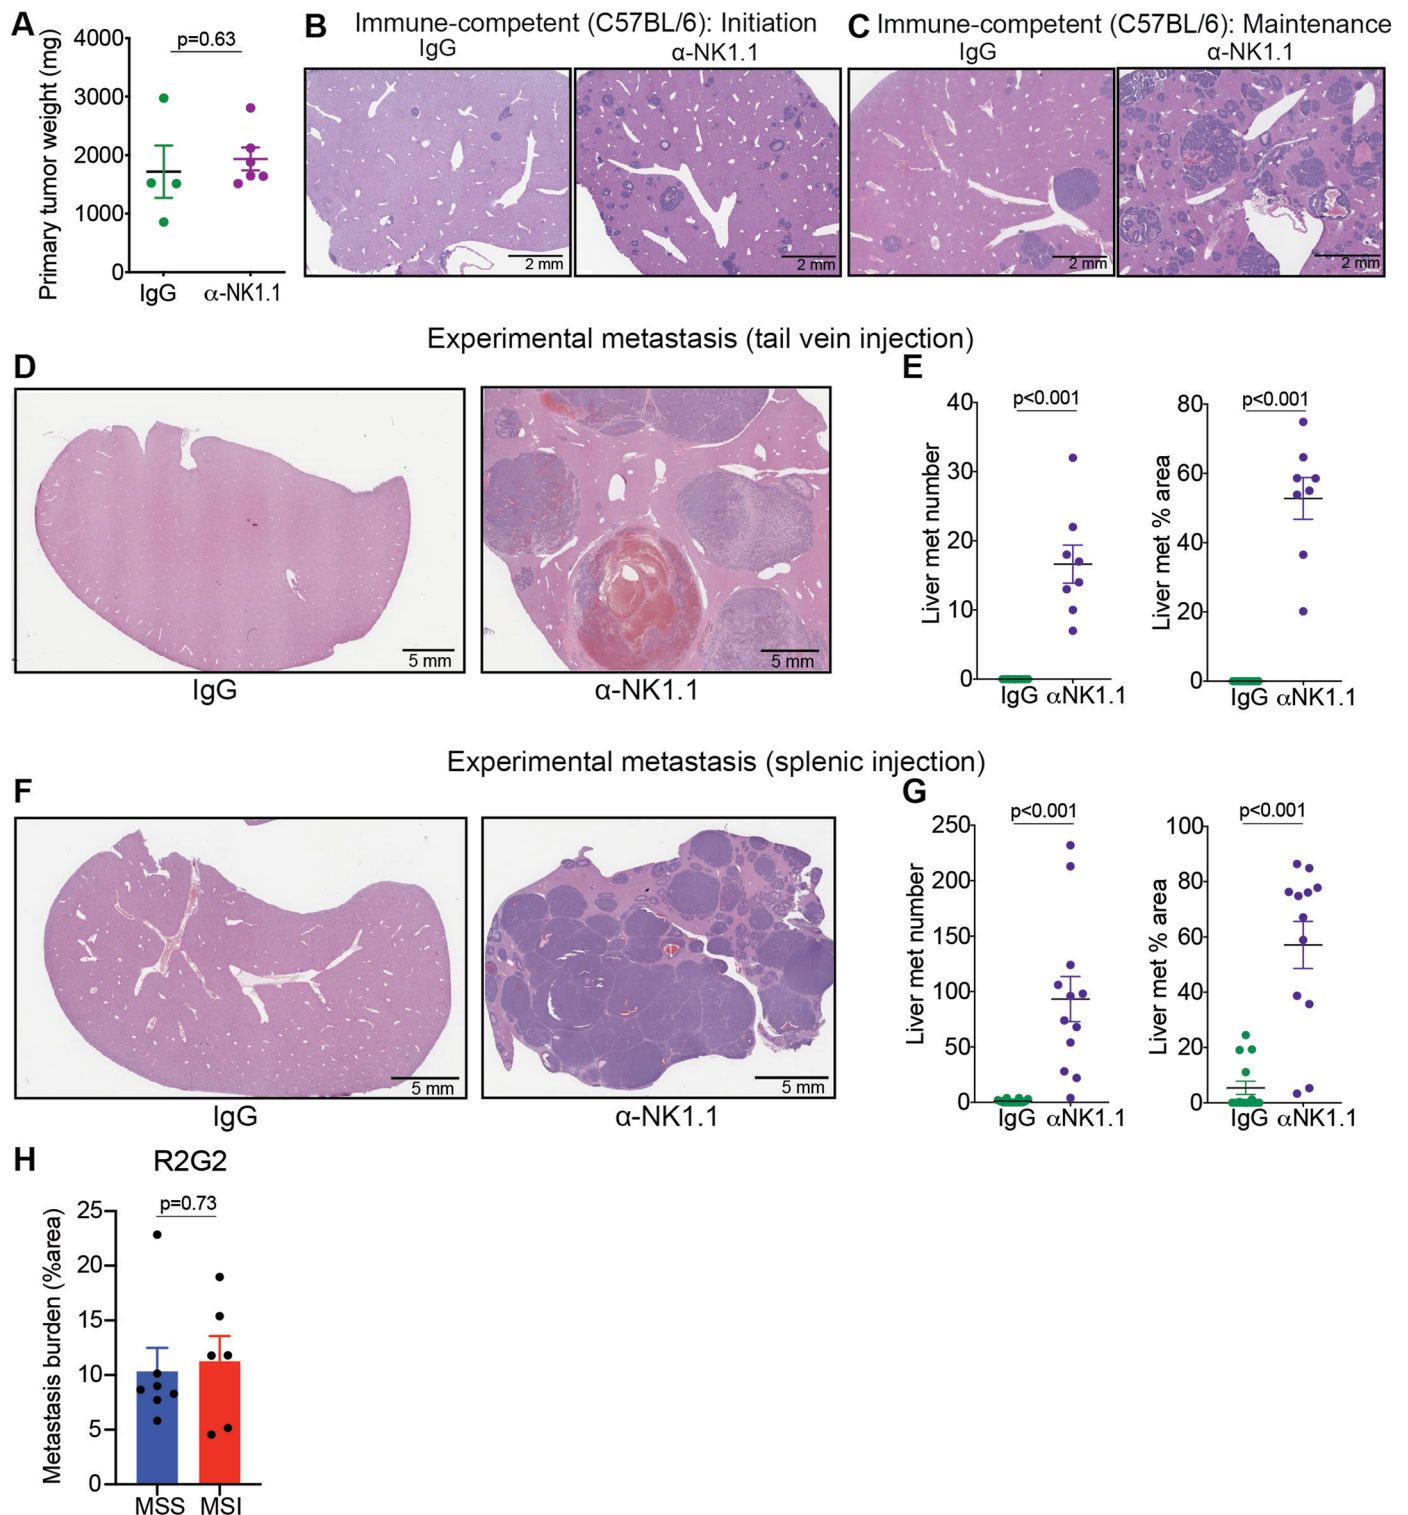 A
Primary tumor weight (mg)
4000
3000
2000
1000
0
p=0.63
IgG
α-NK1.1
B
Immune-competent (C57BL/6): Initiation
IgG
α-NK1.1
2 mm
2 mm
C
Immune-competent (C57BL/6): Maintenance
IgG
α-NK1.1
2 mm
2 mm
Experimental metastasis (tail vein injection)
D
5 mm
5 mm
IgG
α-NK1.1
E
Liver met number
40
30
20
10
0
p<0.001
IgG
αNK1.1
Liver met % area
80
60
40
20
0
p<0.001
IgG
αNK1.1
Experimental metastasis (splenic injection)
F
5 mm
5 mm
IgG
α-NK1.1
G
Liver met number
250
200
150
100
50
0
p<0.001
IgG
αNK1.1
Liver met % area
100
80
60
40
20
0
p<0.001
IgG
αNK1.1
H
R2G2
Metastasis burden (%area)
25
20
15
10
5
0
p=0.73
MSS
MSI